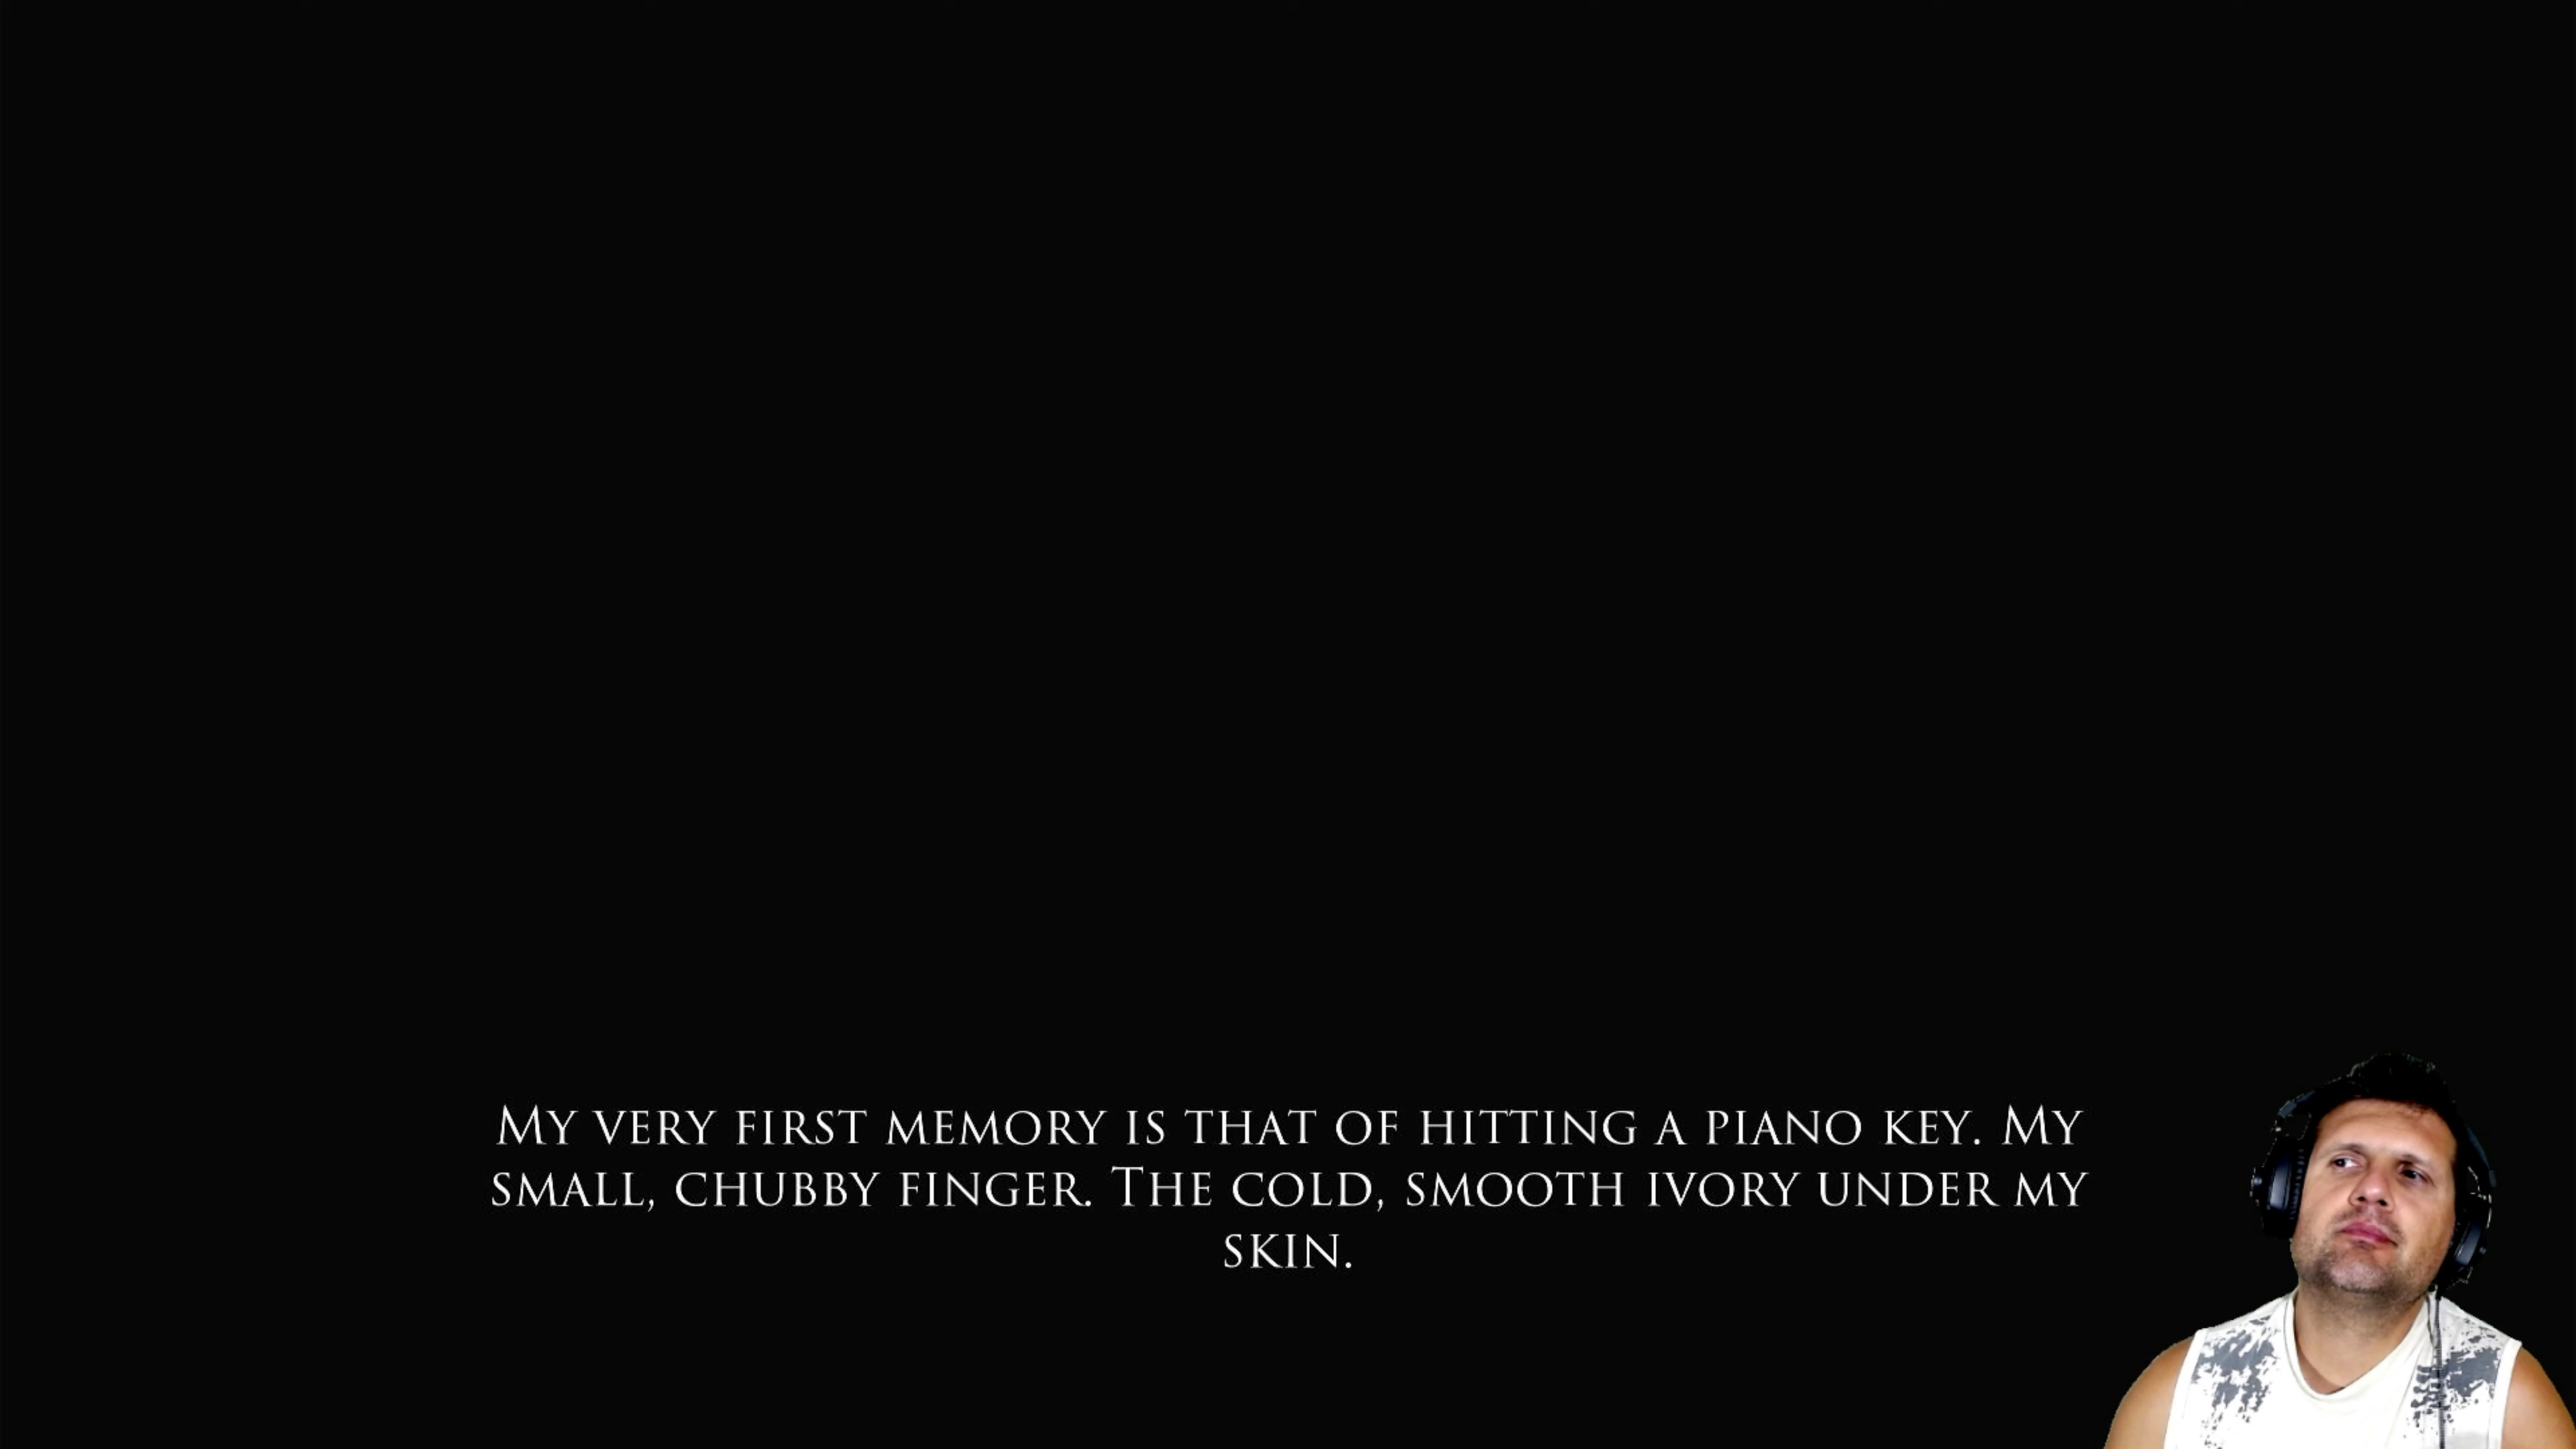 My very first memory is that of hitting a piano key. My
small, chubby finger. The cold, smooth ivory under my
skin.